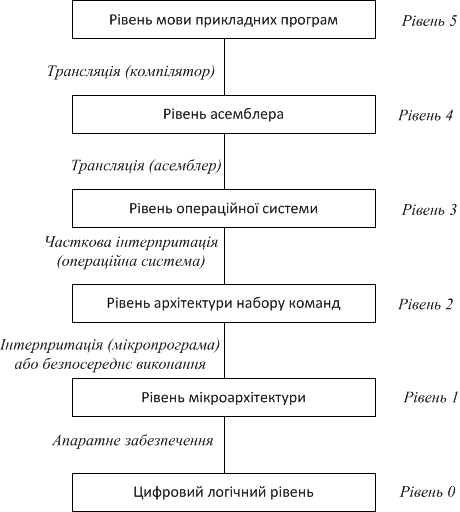 Рівень мови прикладних програм
Рівень 5
Трансляція (компілятор)
Рівень асемблера
Рівень 4
Трансляція (асемблер)
Рівень операційної системи
Рівень 3
Часткова інтерпритація
(операційна система)
Рівень архітектури набору команд
Рівень 2
Інтерпритація (мікропрограма)
або безпосереднє виконання
Рівень мікроархітектури
Рівень 1
Апаратне забезпечення
Цифровий логічний рівень
Рівень 0